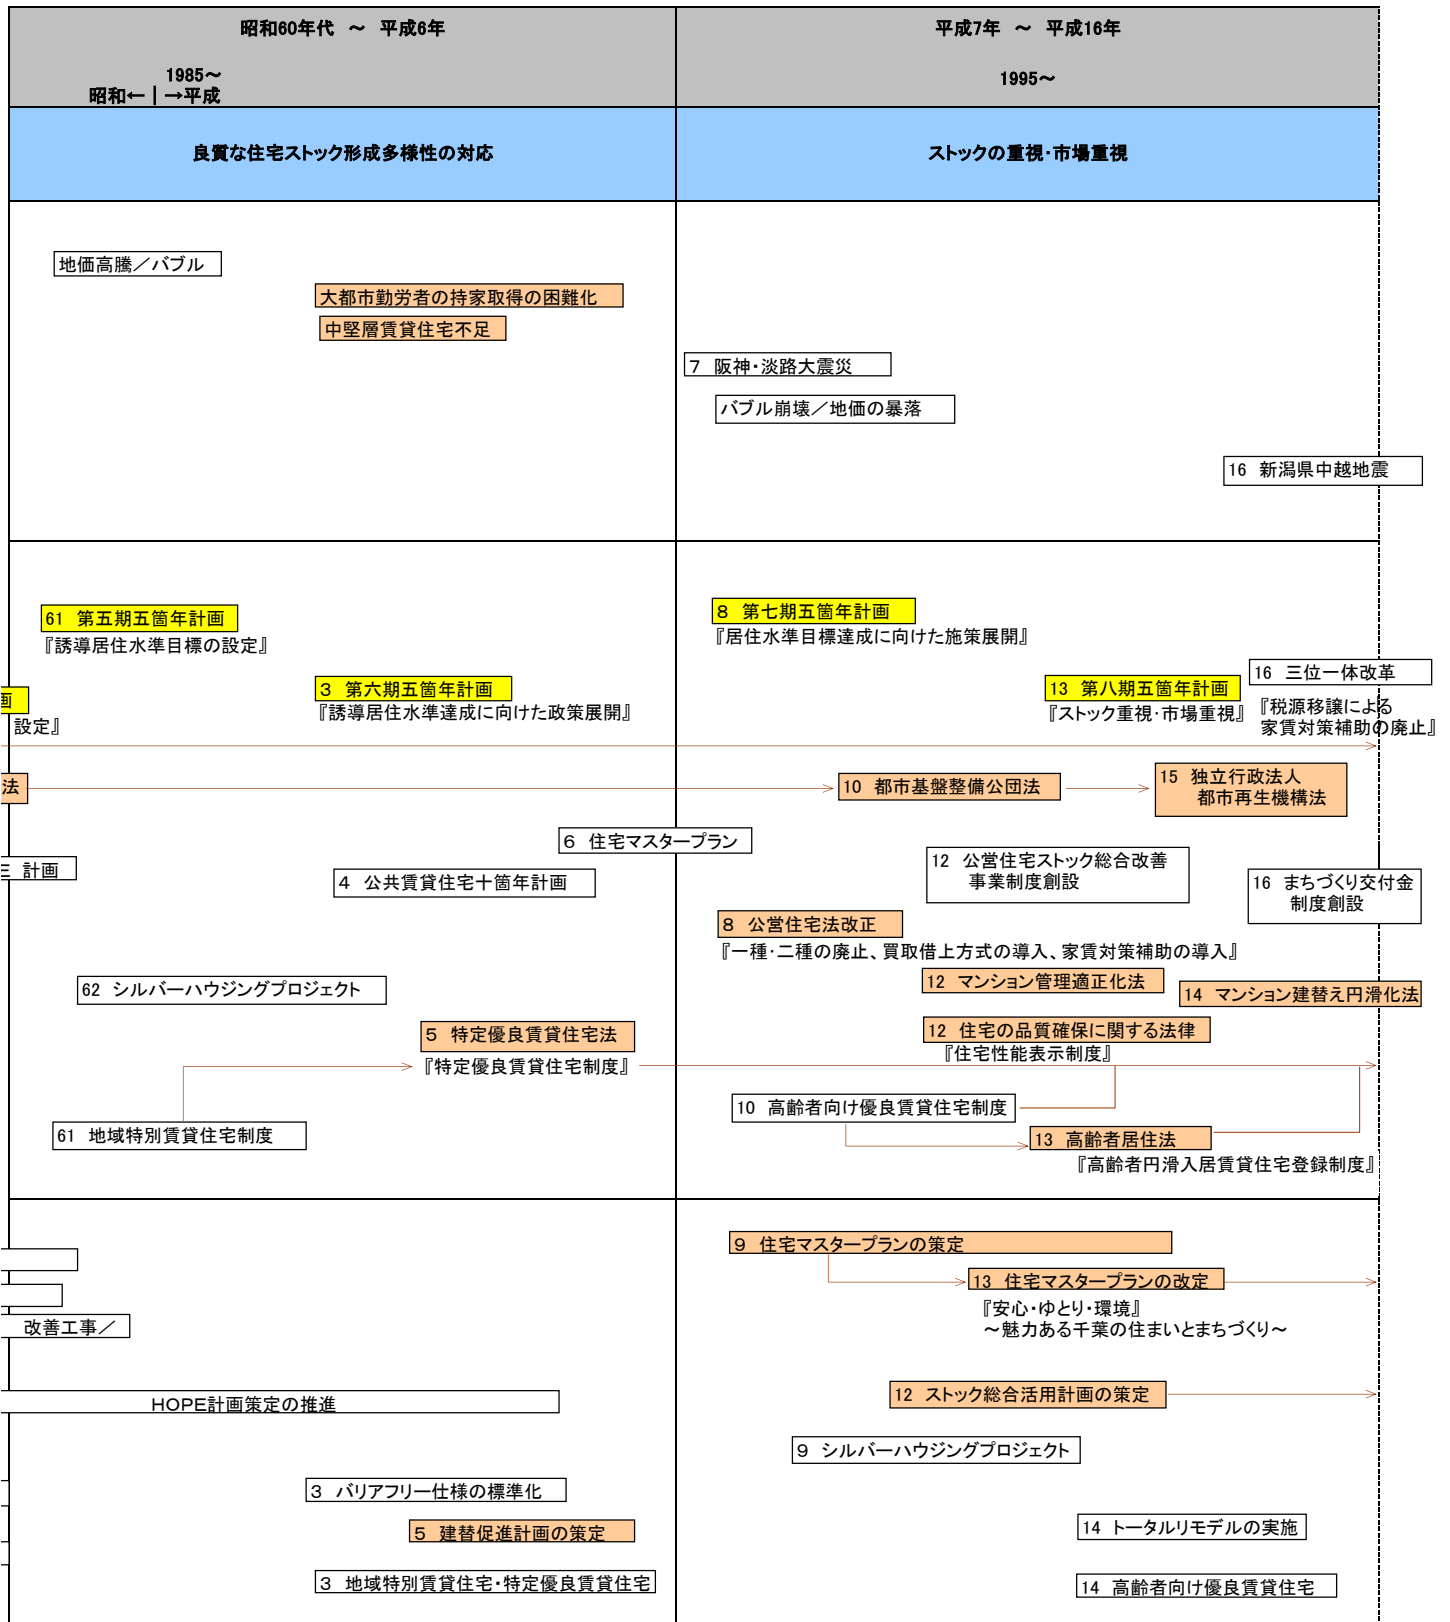 昭和60年代 ～ 平成6年
1985～
昭和←｜→平成
平成7年 ～ 平成16年
1995～
良質な住宅ストック形成多様性の対応
ストックの重視･市場重視
地価高騰／バブル
大都市勤労者の持家取得の困難化
中堅層賃貸住宅不足
7 阪神･淡路大震災
バブル崩壊／地価の暴落
16 新潟県中越地震
61 第五期五箇年計画
『誘導居住水準目標の設定』
8 第七期五箇年計画
『居住水準目標達成に向けた施策展開』
16 三位一体改革
『税源移譲による
家賃対策補助の廃止』
画
設定』
3 第六期五箇年計画
『誘導居住水準達成に向けた政策展開』
13 第八期五箇年計画
『ストック重視･市場重視』
法
10 都市基盤整備公団法
15 独立行政法人
都市再生機構法
6 住宅マスタープラン
計画
4 公共賃貸住宅十箇年計画
12 公営住宅ストック総合改善
事業制度創設
16 まちづくり交付金
制度創設
8 公営住宅法改正
『一種･二種の廃止、買取借上方式の導入、家賃対策補助の導入』
62 シルバーハウジングプロジェクト
12 マンション管理適正化法
14 マンション建替え円滑化法
5 特定優良賃貸住宅法
『特定優良賃貸住宅制度』
12 住宅の品質確保に関する法律
『住宅性能表示制度』
61 地域特別賃貸住宅制度
10 高齢者向け優良賃貸住宅制度
13 高齢者居住法
『高齢者円滑入居賃貸住宅登録制度』
9 住宅マスタープランの策定
13 住宅マスタープランの改定
『安心･ゆとり･環境』
～魅力ある千葉の住まいとまちづくり～
改善工事／
HOPE計画策定の推進
12 ストック総合活用計画の策定
9 シルバーハウジングプロジェクト
3 バリアフリー仕様の標準化
5 建替促進計画の策定
14 トータルリモデルの実施
3 地域特別賃貸住宅･特定優良賃貸住宅
14 高齢者向け優良賃貸住宅